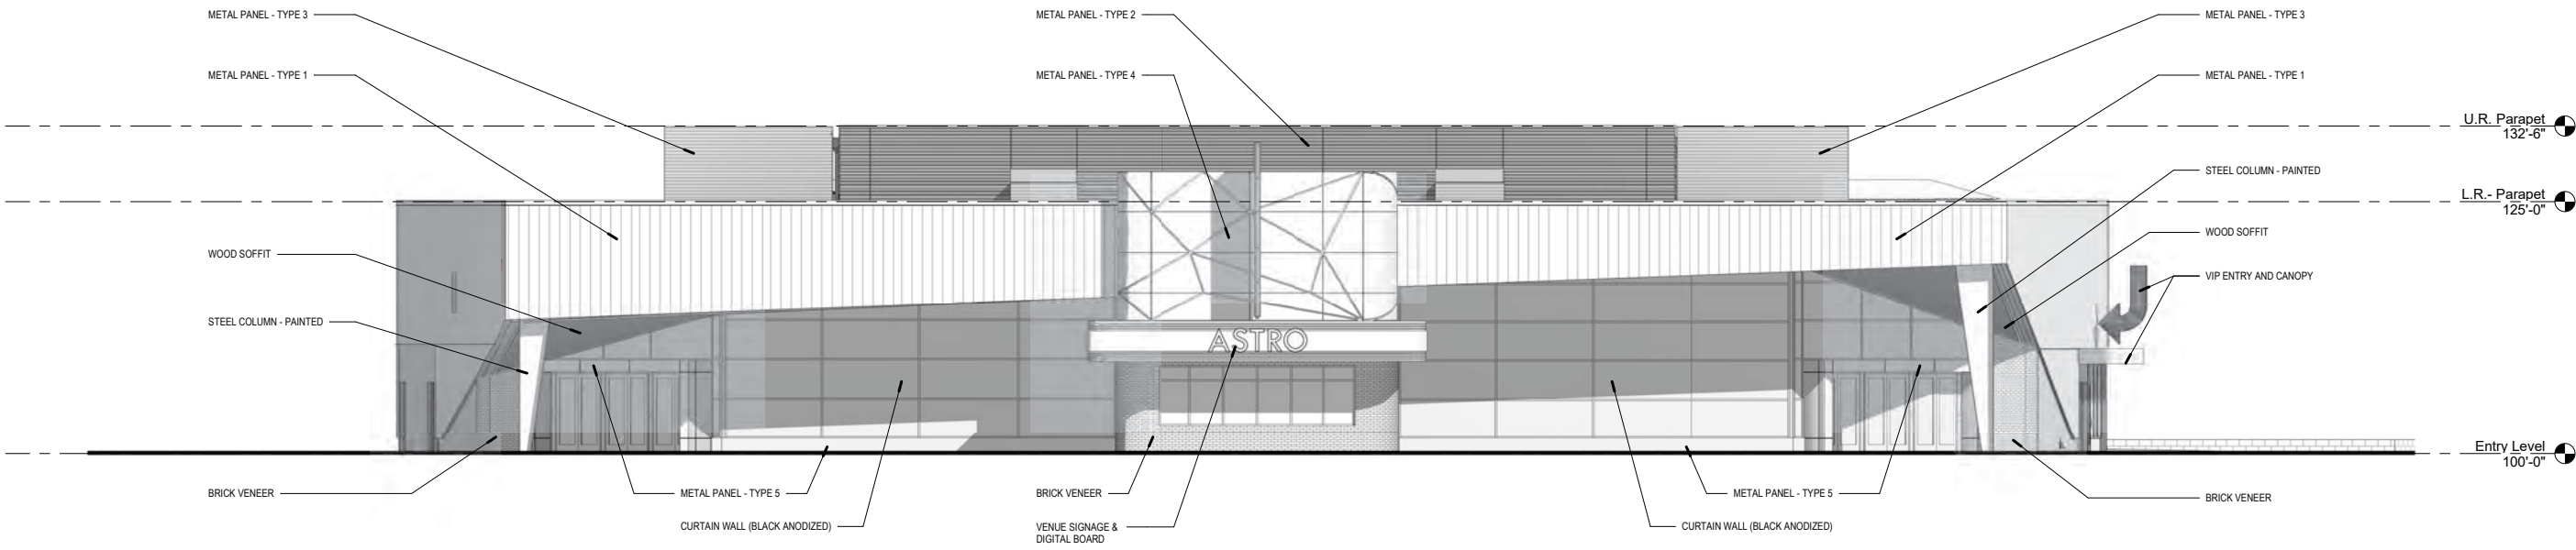 METAL PANEL - TYPE 3
METAL PANEL - TYPE 2
METAL PANEL - TYPE 3
METAL PANEL - TYPE 1
METAL PANEL - TYPE 4
METAL PANEL - TYPE 1
U.R. Parapet
132'-6"
STEEL COLUMN - PAINTED
L.R.- Parapet
125'-0"
WOOD SOFFIT
WOOD SOFFIT
VIP ENTRY AND CANOPY
STEEL COLUMN - PAINTED
ASTRO
Entry Level
100'-0"
BRICK VENEER
METAL PANEL - TYPE 5
BRICK VENEER
METAL PANEL - TYPE 5
BRICK VENEER
CURTAIN WALL (BLACK ANODIZED)
VENUE SIGNAGE &
DIGITAL BOARD
CURTAIN WALL (BLACK ANODIZED)